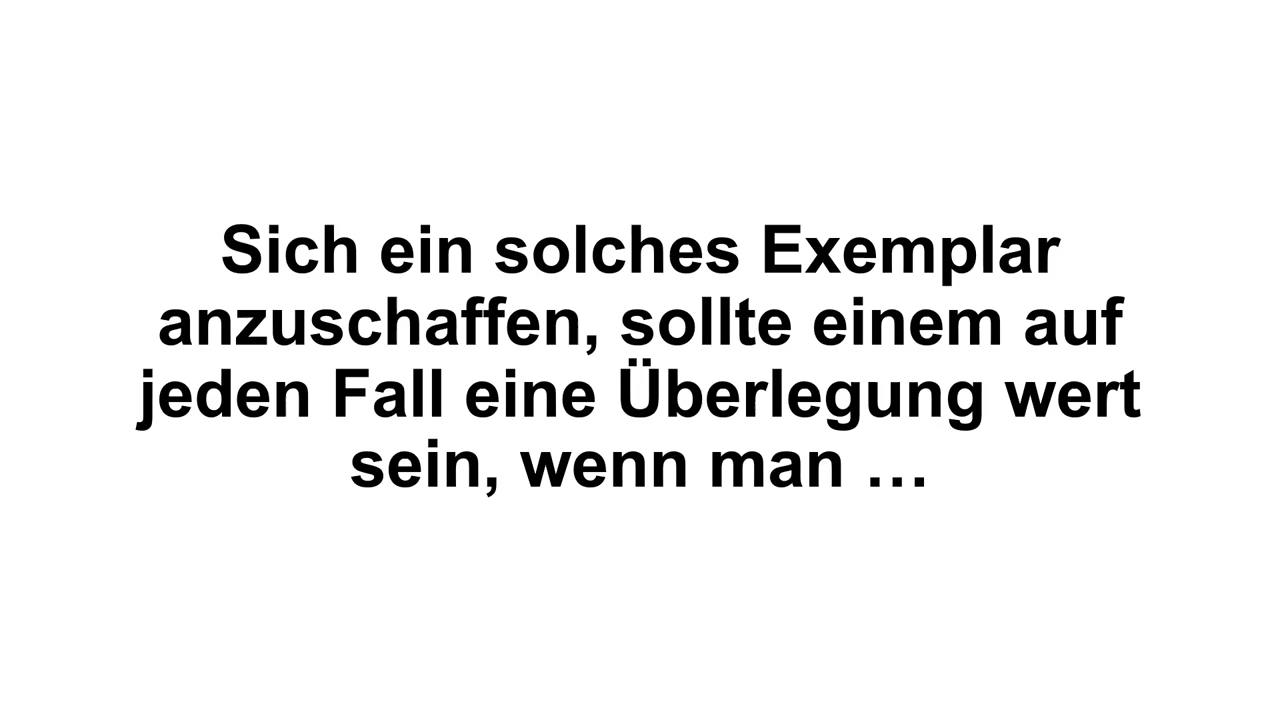 Sich ein solches Exemplar
anzuschaffen, sollte einem auf
jeden Fall eine Überlegung wert
sein, wenn man …